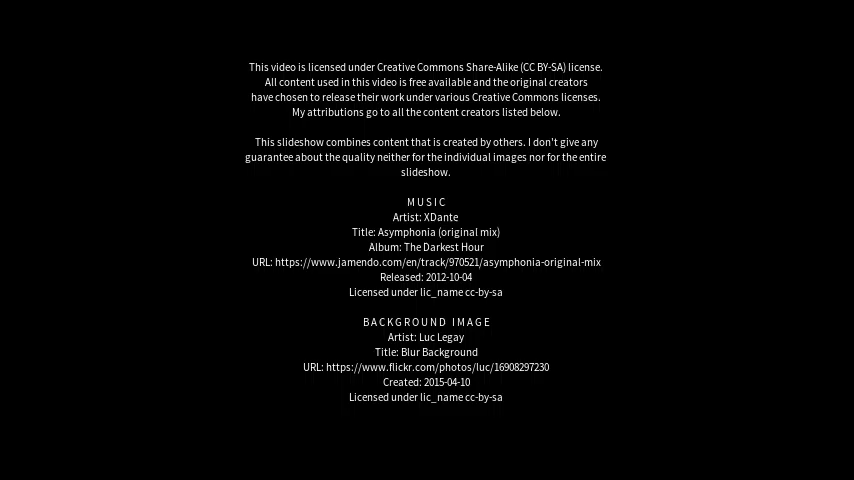 This video is licensed under Creative Commons Share-Alike (CC BY-SA) license.
All content used in this video is free available and the original creators
have chosen to release their work under various Creative Commons licenses.
My attributions go to all the content creators listed below.
This slideshow combines content that is created by others. I don't give any
guarantee about the quality neither for the individual images nor for the entire
slideshow.
MUSIC
Artist: XDante
Title: Asymphonia (original mix)
Album: The Darkest Hour
URL: https://www.jamendo.com/en/track/970521/asymphonia-original-mix
Released: 2012-10-04
Licensed under lic_name cc-by-sa
BACKGROUND IMAGE
Artist: Luc Legay
Title: Blur Background
URL: https://www.flickr.com/photos/luc/16908297230
Created: 2015-04-10
Licensed under lic_name cc-by-sa